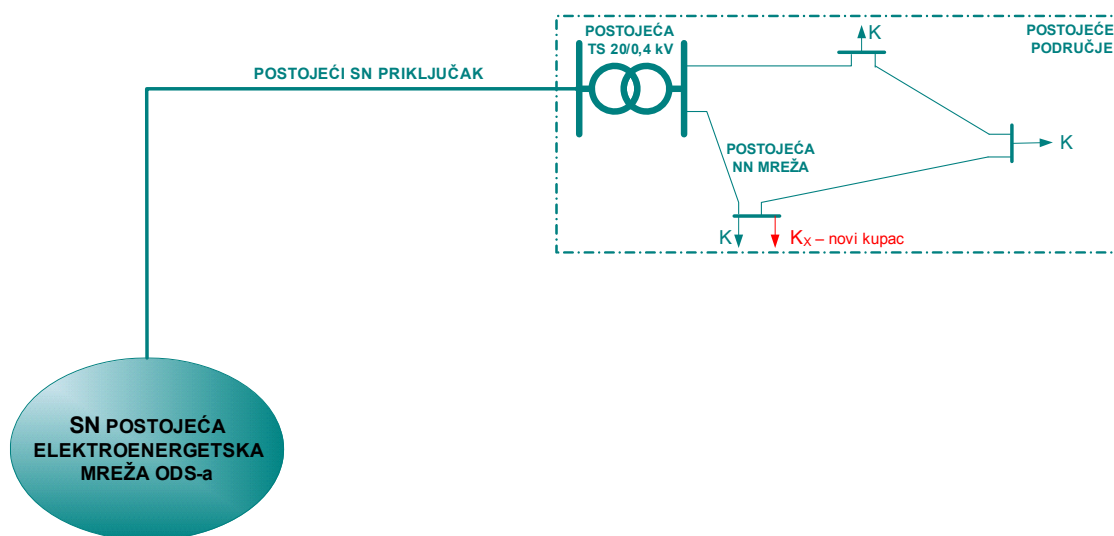 POSTOJEĆA
TS 20/0,4 kV
K
POSTOJEĆE
PODRUČJE
POSTOJEĆI SN PRIKLJUČAK
K
POSTOJEĆA
NN MREŽA
K
KX – novi kupac
SN POSTOJEĆA
ELEKTROENERGETSKA
MREŽA ODS-a